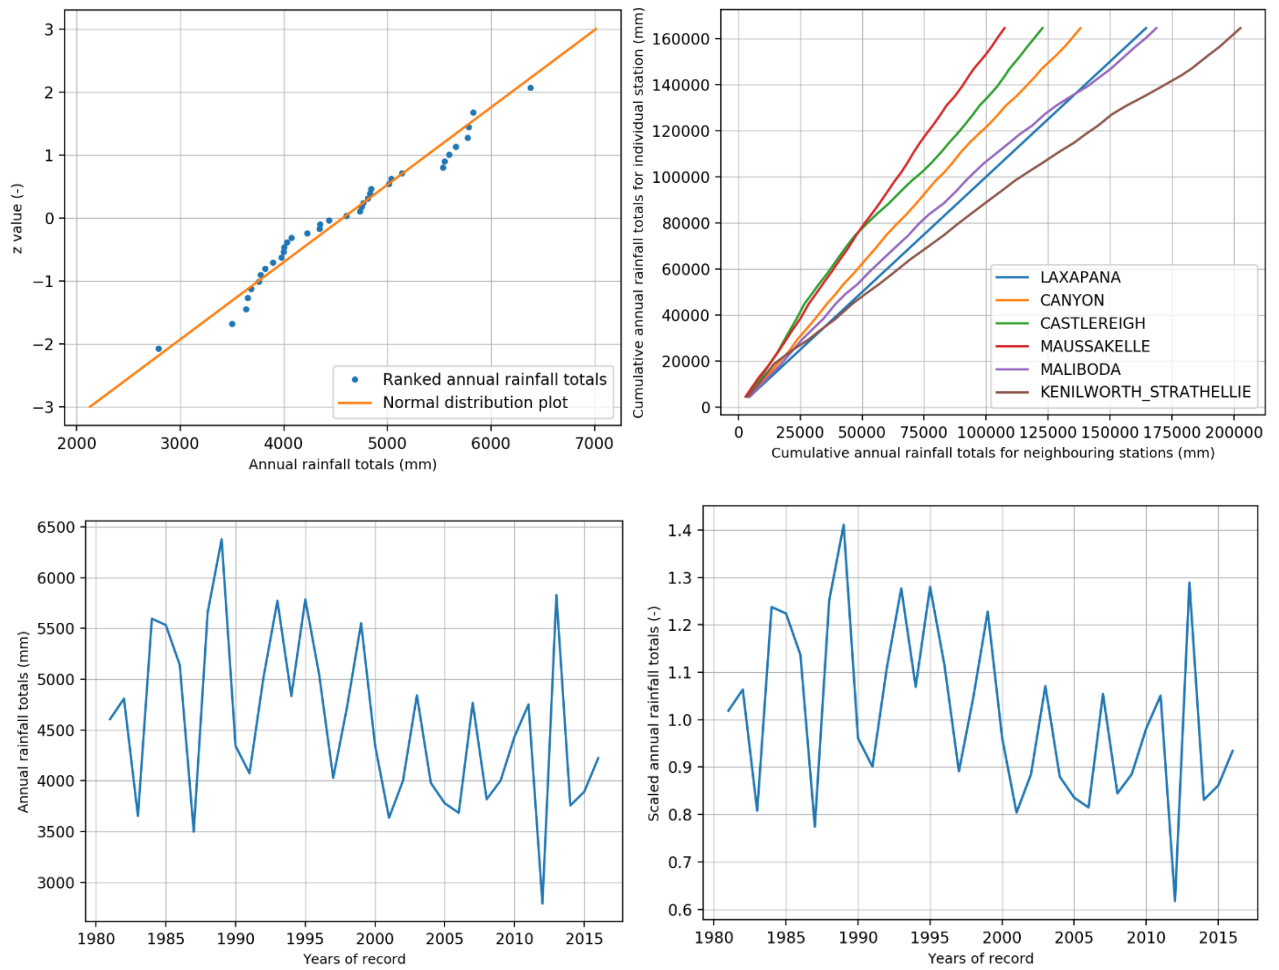 3
2
1
0
−1
−2
−3
z value (-)
2000 3000 4000 5000 6000 7000
Annual rainfall totals (mm)
Ranked annual rainfall totals
Normal distribution plot
160000
140000
120000
100000
80000
60000
40000
20000
0
Cumulative annual rainfall totals for individual station (mm)
0 25000 50000 75000 100000 125000 150000 175000 200000
Cumulative annual rainfall totals for neighbouring stations (mm)
LAXAPANA
CANYON
CASTLEREIGH
MAUSSAKELLE
MALIBODA
KENILWORTH_STRATHELLIE
6500
6000
5500
5000
4500
4000
3500
3000
Annual rainfall totals (mm)
1980 1985 1990 1995 2000 2005 2010 2015
Years of record
1.4
1.3
1.2
1.1
1.0
0.9
0.8
0.7
0.6
Scaled annual rainfall totals (-)
1980 1985 1990 1995 2000 2005 2010 2015
Years of record